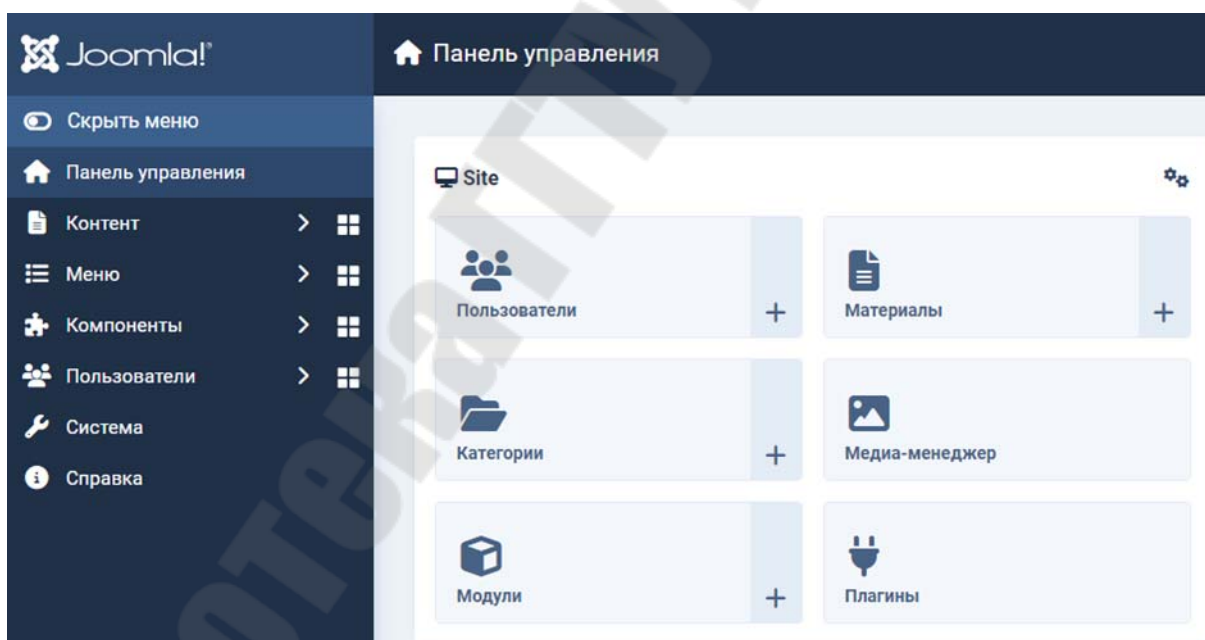 Joomla!
Панель управления
Скрыть меню
Панель управления
Контент
Меню
Компоненты
Пользователи
Система
Справка
Site
Пользователи
Материалы
Категории
Медиа-менеджер
Модули
Плагины